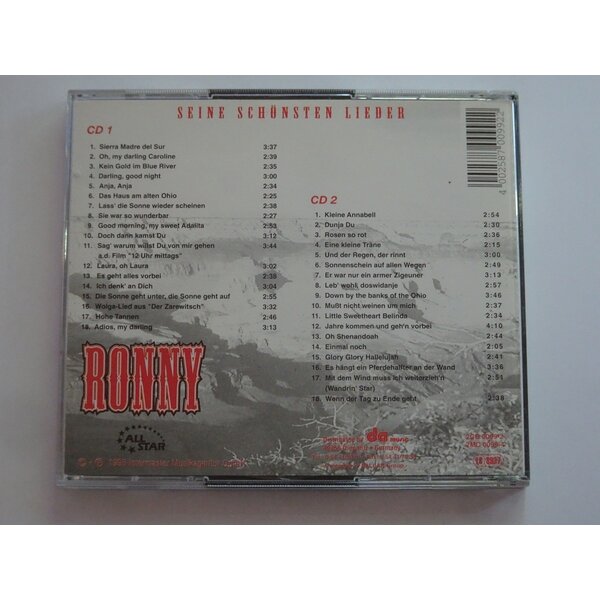 SEINE SCHÖNSTEN LIEDER
CD 1
1. Sierra Madre del Sur 3:37
2. Oh, my darling Caroline 2:39
3. Kein Gold im Blue River 2:35
4. Darling, good night 3:00
5. Anja, Anja 2:34
6. Das Haus am alten Ohio 2:25
7. Lass' die Sonne wieder scheinen 2:38
8. Sie war so wunderbar 2:27
9. Good morning, my sweet Adalita 2:53
10. Doch dann kamst Du 3:12
11. Sag' warum willst Du von mir gehen 3:44
a.d. Film "12 Uhr mittags"
12. Laura, oh Laura 3:02
13. Es geht alles vorbei 2:38
14. Ich denk' an Dich 3:04
15. Die Sonne geht unter, die Sonne geht auf 2:55
16. Wolga-Lied aus "Der Zarewitsch" 3:32
17. Hohe Tannen 2:46
18. Adios, my darling 3:13
RONNY
ALL STAR
4 002587 009922
CD 2
1. Kleine Annabell 2:54
2. Dunja Du 2:30
3. Rosen so rot 2:36
4. Eine kleine Träne 2:15
5. Und der Regen, der rinnt 3:00
6. Sonnenschein auf allen Wegen 2:49
7. Er war nur ein armer Zigeuner 3:13
8. Leb' wohl, doswidanje 2:57
9. Down by the banks of the Ohio 3:46
10. Mußt nicht weinen um mich 2:37
11. Little Sweetheart Belinda 2:34
12. Jahre kommen und geh'n vorbei 4:10
13. Oh Shenandoah 2:44
14. Einmal noch 2:05
15. Glory Glory Hallelujah 2:41
16. Es hängt ein Pferdehalfter an der Wand 3:36
17. Mit dem Wind muss ich weiterzieh'n 2:51
(Wandrin' Star)
18. Wenn der Tag zu Ende geht 2:38
Distributed by da music